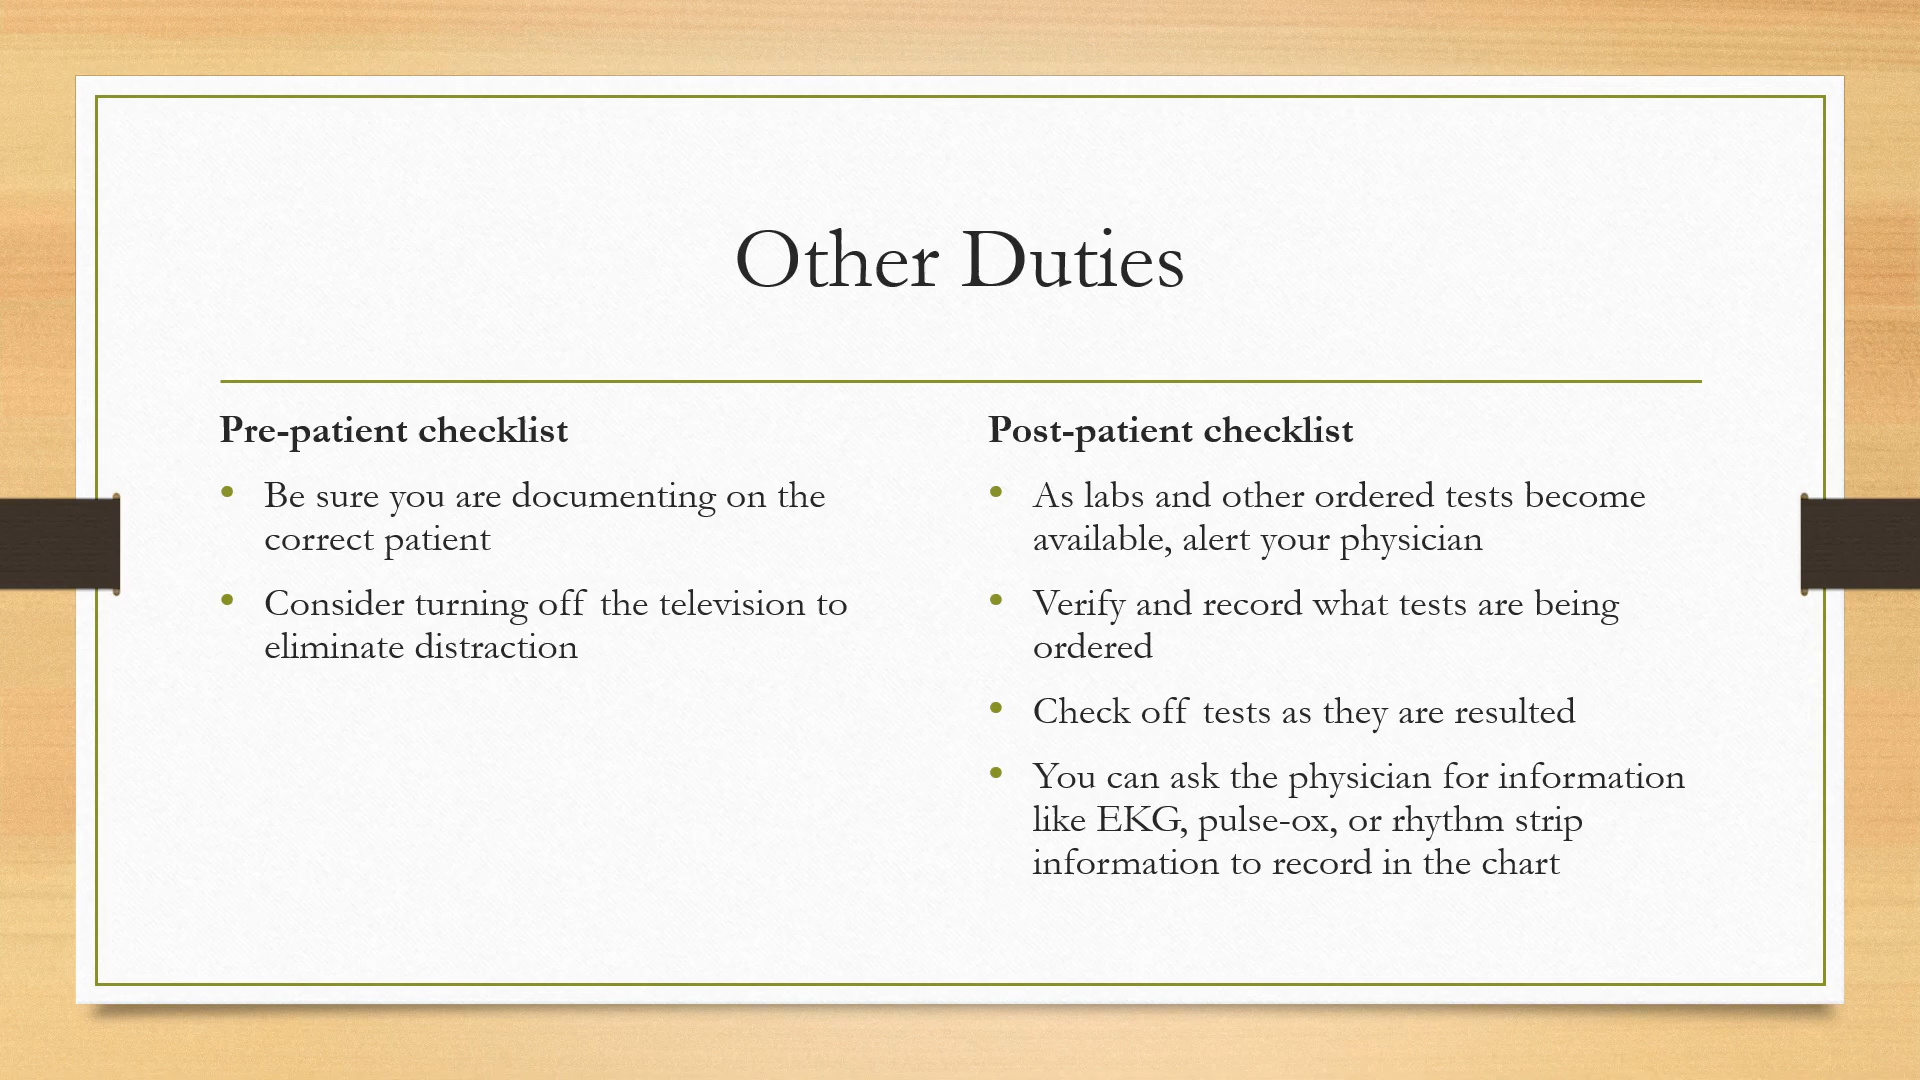 Other Duties
Pre-patient checklist
• Be sure you are documenting on the
correct patient
• Consider turning off the television to
eliminate distraction
Post-patient checklist
• As labs and other ordered tests become
available, alert your physician
• Verify and record what tests are being
ordered
• Check off tests as they are resulted
• You can ask the physician for information
like EKG, pulse-ox, or rhythm strip
information to record in the chart